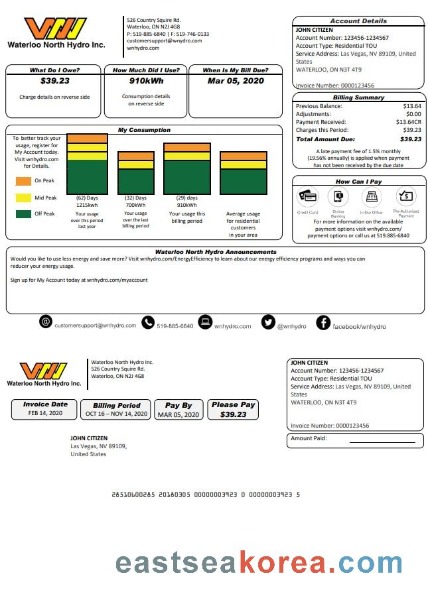 VW
Waterloo North Hydro Inc.
526 Country Squire Rd.
Waterloo, ON N2J 4G8
P: 519-885-6840 | F: 519-746-0133
customersupport@wnhydro.com
wnhydro.com
Account Details
JOHN CITIZEN
Account Number: 123456-1234567
Account Type: Residential TOU
Service Address: Las Vegas, NV 89109, United
States
WATERLOO, ON N3T 4T9
Invoice Number: 0000123456
What Do I Owe?
$39.23
Charge details on reverse side
How Much Did I Use?
910kWh
Consumption details
on reverse side
When Is My Bill Due?
Mar 05, 2020
Billing Summary
Previous Balance: $13.64
Adjustments: $0.00
Payment Received: $13.64CR
Charges this Period: $39.23
Total Amount Due: $39.23
A late payment fee of 1.5% monthly
(19.56% annually) is applied when payment
has not been received by the due date
My Consumption
To better track your
usage, register for
My Account today.
Visit wnhydro.com
for Details.
On Peak
Mid Peak
Off Peak
(62) Days
1215kWh
Your usage
over this period
last year
(32) Days
700kWh
Your usage
over the last
billing period
(29) days
910kWh
Your usage this
billing period
Average usage
for residential
customers
in your area
How Can I Pay
Credit Card
Online
Banking
In-Office
Pre-Authorized
Payment
For more information on the available
payment options visit wnhydro.com/
payment options or call us at 519.885.6840
Waterloo North Hydro Announcements
Would you like to use less energy and save more? Visit wnhydro.com/EnergyEfficiency to learn about our energy efficiency programs and ways you can
reduce your energy usage.
Sign up for My Account today at wnhydro.com/myaccount
customersupport@wnhydro.com
519-885-6840
wnhydro.com
@wnhydro
facebook/wnhydro
VW
Waterloo North Hydro Inc.
Waterloo North Hydro Inc.
526 Country Squire Rd.
Waterloo, ON N2J 4G8
JOHN CITIZEN
Account Number: 123456-1234567
Account Type: Residential TOU
Service Address: Las Vegas, NV 89109, United
States
WATERLOO, ON N3T 4T9
Invoice Number: 0000123456
Invoice Date
FEB 14, 2020
Billing Period
OCT 16 – NOV 14, 2020
Pay By
MAR 05, 2020
Please Pay
$39.23
Amount Paid:
JOHN CITIZEN
Las Vegas, NV 89109,
United States
28510600285 20160305 00000003923 0 00000003923 5
eastseakorea.com